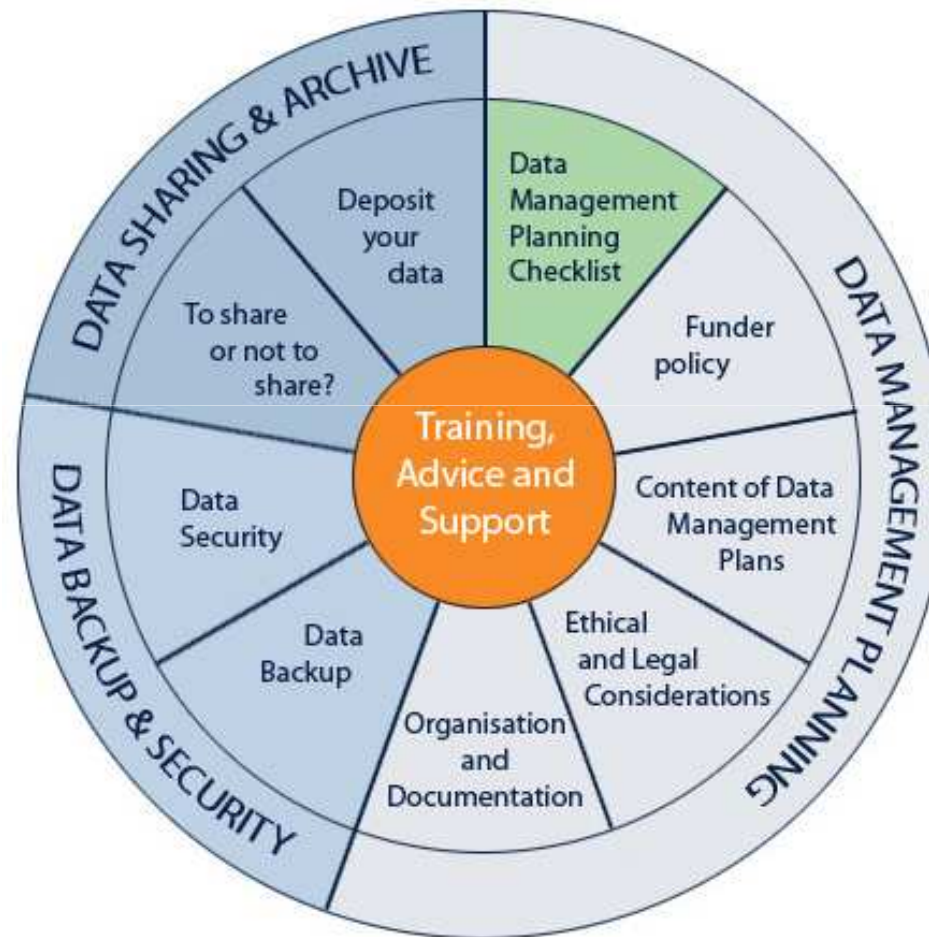 DATA SHARING & ARCHIVE
Deposit
your
data
To share
or not to
share?
DATA MANAGEMENT PLANNING
Data
Management
Planning
Checklist
Funder
policy
Content of Data
Management
Plans
Ethical
and Legal
Considerations
Organisation
and
Documentation
DATA BACKUP & SECURITY
Data
Security
Data
Backup
Training,
Advice and
Support